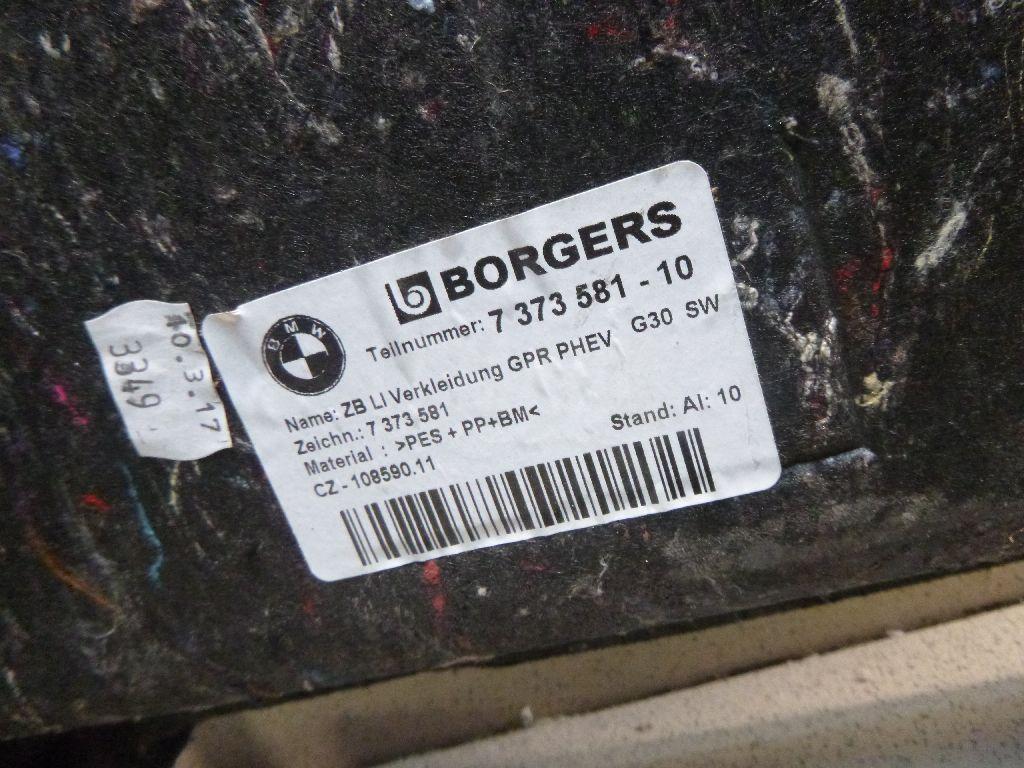 BORGERS
BMW
Teilnummer: 7 373 581 - 10
Name: ZB LI Verkleidung GPR PHEV G30 SW
Zeichn.: 7 373 581
Material : >PES + PP+BM<
Stand: AI: 10
CZ - 108590.11
10.3.17
3349